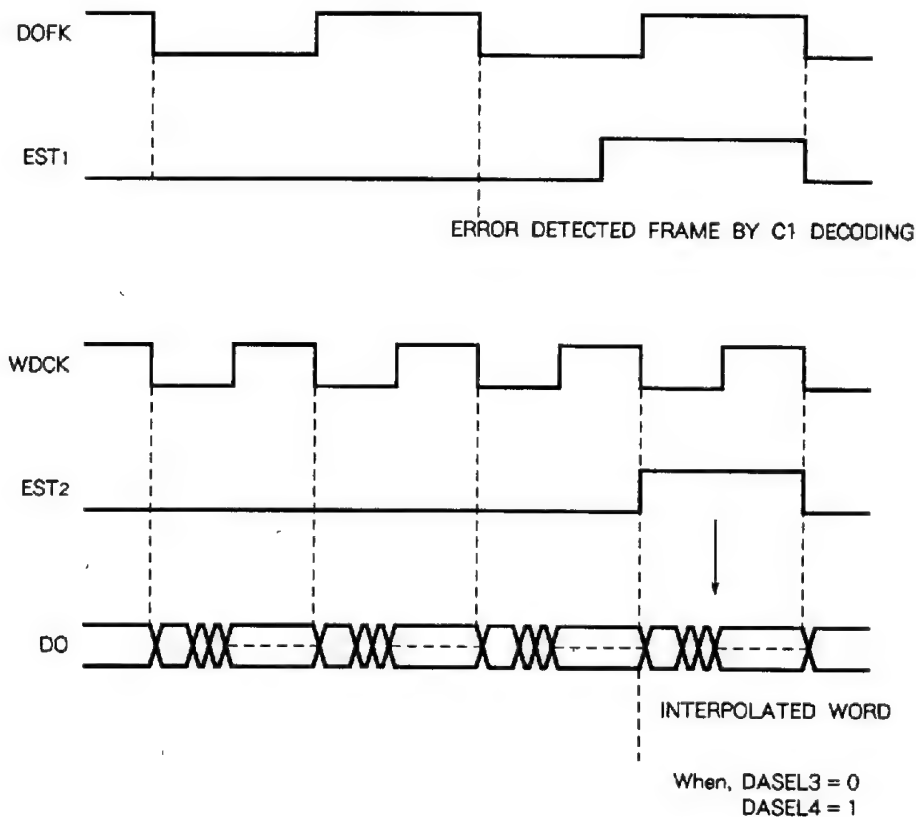 DOFK
EST1
ERROR DETECTED FRAME BY C1 DECODING
WDCK
EST2
DO
INTERPOLATED WORD
When, DASEL3 = 0
DASEL4 = 1